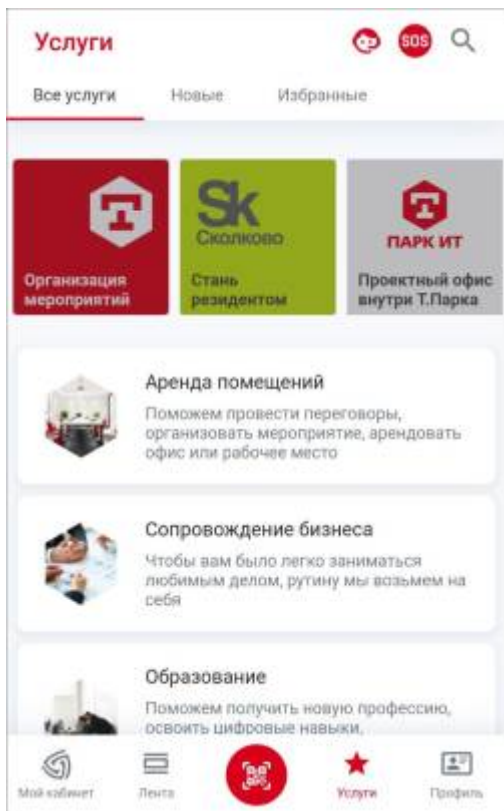 Услуги
SOS
Все услуги
Новые
Избранные
Sk
Сколково
ПАРК ИТ
Организация
мероприятий
Стань
резидентом
Проектный офис
внутри Т.Парка
Аренда помещений
Поможем провести переговоры,
организовать мероприятие, арендовать
офис или рабочее место
Сопровождение бизнеса
Чтобы вам было легко заниматься
любимым делом, рутину мы возьмем на
себя
Образование
Поможем получить новую профессию,
освоить цифровые навыки,
Мой кабинет
Лента
Услуги
Профиль